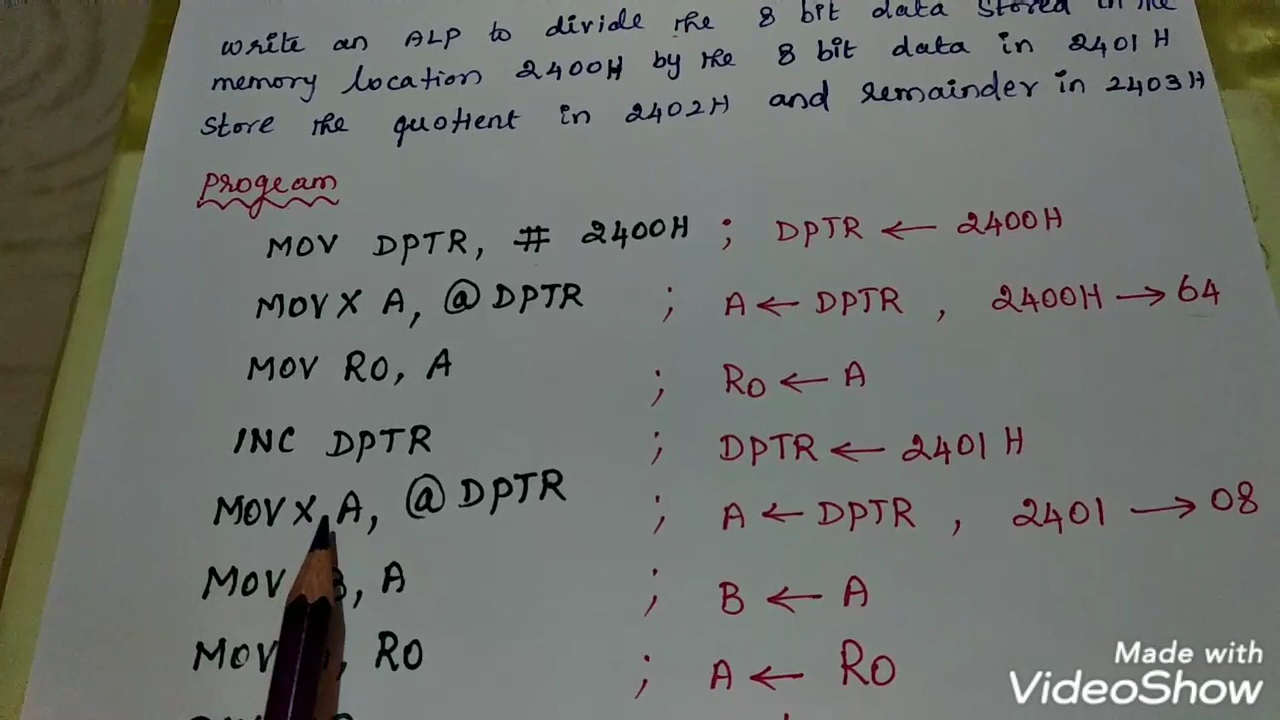 write an ALP to divide the 8 bit data stored in the
memory location 2400H by the 8 bit data in 2401 H
store the quotient in 2402H and remainder in 2403H
Program
MOV DPTR, # 2400H ; DPTR ← 2400H
MOVX A, @DPTR ; A ← DPTR , 2400H → 64
MOV R0, A ; R0 ← A
INC DPTR ; DPTR ← 2401 H
MOVX A, @DPTR ; A ← DPTR , 2401 → 08
MOV B, A ; B ← A
MOV , R0 ; A ← R0
Made with
VideoShow